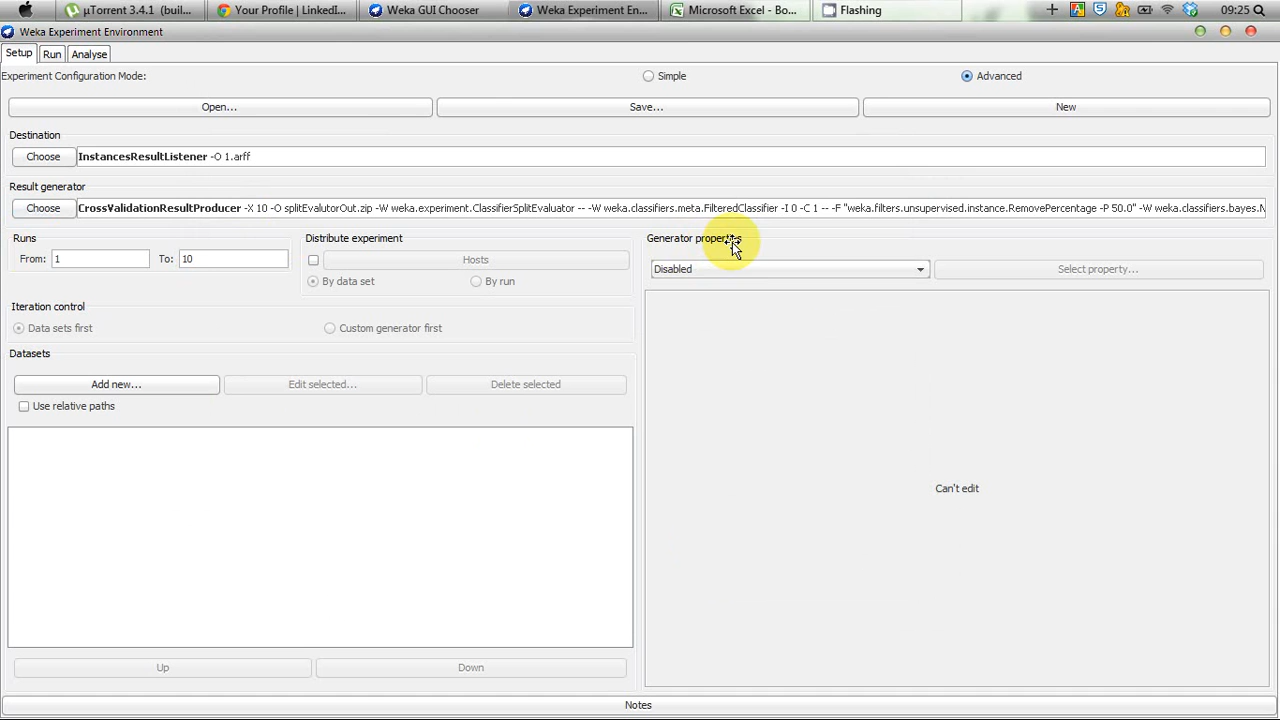 µTorrent 3.4.1 (buil...
Your Profile | LinkedI...
Weka GUI Chooser
Weka Experiment En...
Microsoft Excel - Bo...
Flashing
09:25
Weka Experiment Environment
Setup
Run
Analyse
Experiment Configuration Mode:
Simple
Advanced
Open...
Save...
New
Destination
Choose
InstancesResultListener -O 1.arff
Result generator
Choose
CrossValidationResultProducer -X 10 -O splitEvalutorOut.zip -W weka.experiment.ClassifierSplitEvaluator -- -W weka.classifiers.meta.FilteredClassifier -I 0 -C 1 -- -F "weka.filters.unsupervised.instance.RemovePercentage -P 50.0" -W weka.classifiers.bayes.N
Runs
From: 1 To: 10
Distribute experiment
Hosts
By data set
By run
Generator properties
Disabled
Select property...
Iteration control
Data sets first
Custom generator first
Datasets
Add new...
Edit selected...
Delete selected
Use relative paths
Can't edit
Up
Down
Notes